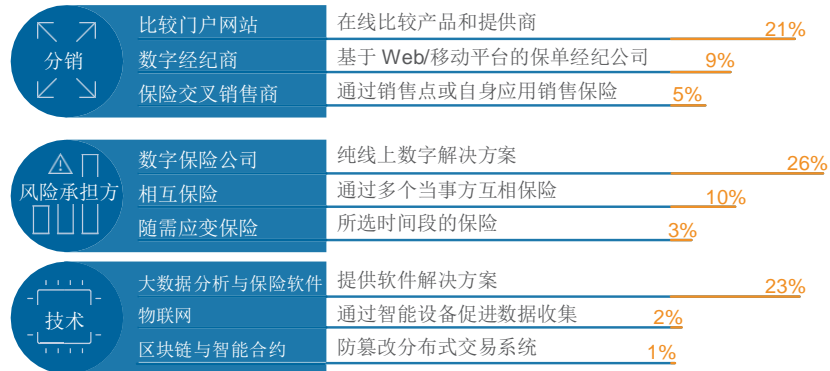 分销
比较门户网站 在线比较产品和提供商 21%
数字经纪商 基于 Web/移动平台的保单经纪公司 9%
保险交叉销售商 通过销售点或自身应用销售保险 5%
风险承担方
数字保险公司 纯线上数字解决方案 26%
相互保险 通过多个当事方互相保险 10%
随需应变保险 所选时间段的保险 3%
技术
大数据分析与保险软件 提供软件解决方案 23%
物联网 通过智能设备促进数据收集 2%
区块链与智能合约 防篡改分布式交易系统 1%